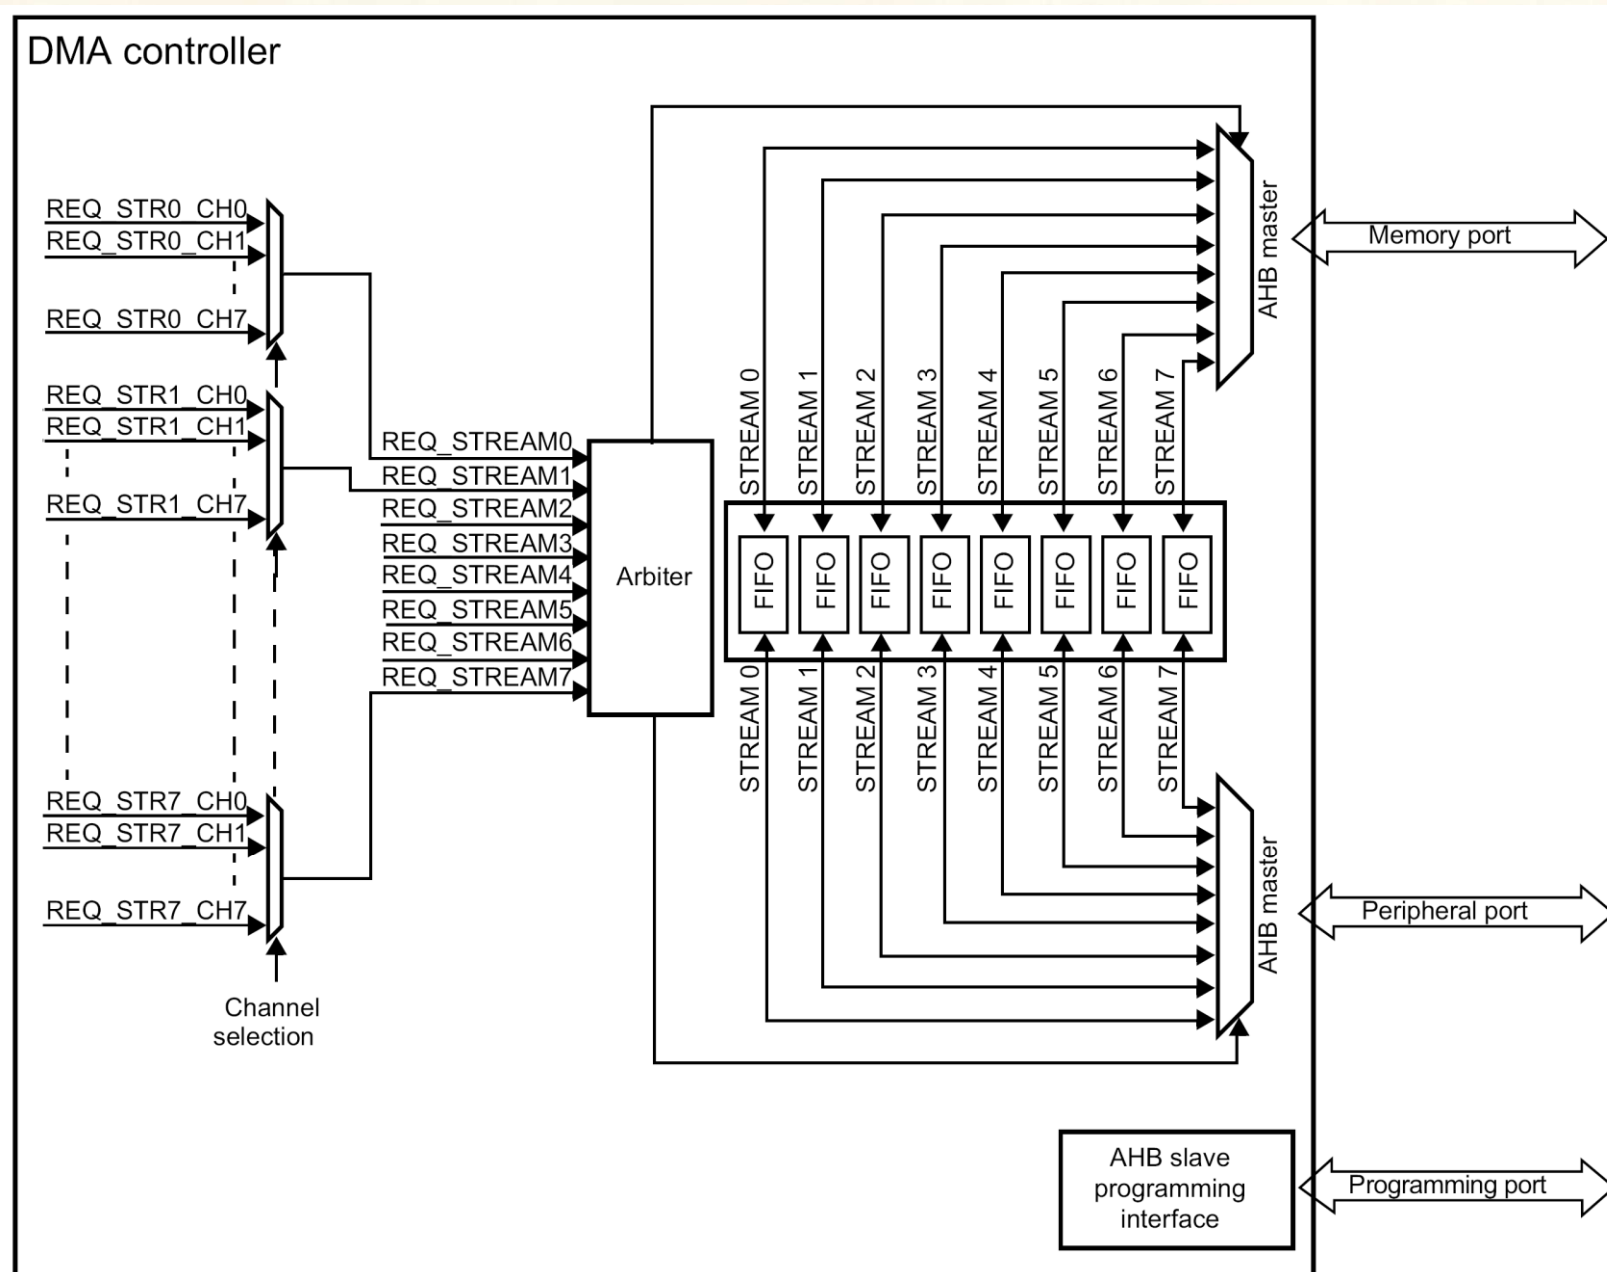 DMA controller
REQ_STR0_CH0
REQ_STR0_CH1
REQ_STR0_CH7
REQ_STR1_CH0
REQ_STR1_CH1
REQ_STR1_CH7
REQ_STR7_CH0
REQ_STR7_CH1
REQ_STR7_CH7
Channel
selection
REQ_STREAM0
REQ_STREAM1
REQ_STREAM2
REQ_STREAM3
REQ_STREAM4
REQ_STREAM5
REQ_STREAM6
REQ_STREAM7
Arbiter
STREAM 0
STREAM 1
STREAM 2
STREAM 3
STREAM 4
STREAM 5
STREAM 6
STREAM 7
FIFO
FIFO
FIFO
FIFO
FIFO
FIFO
FIFO
FIFO
STREAM 0
STREAM 1
STREAM 2
STREAM 3
STREAM 4
STREAM 5
STREAM 6
STREAM 7
AHB master
Memory port
AHB master
Peripheral port
AHB slave
programming
interface
Programming port